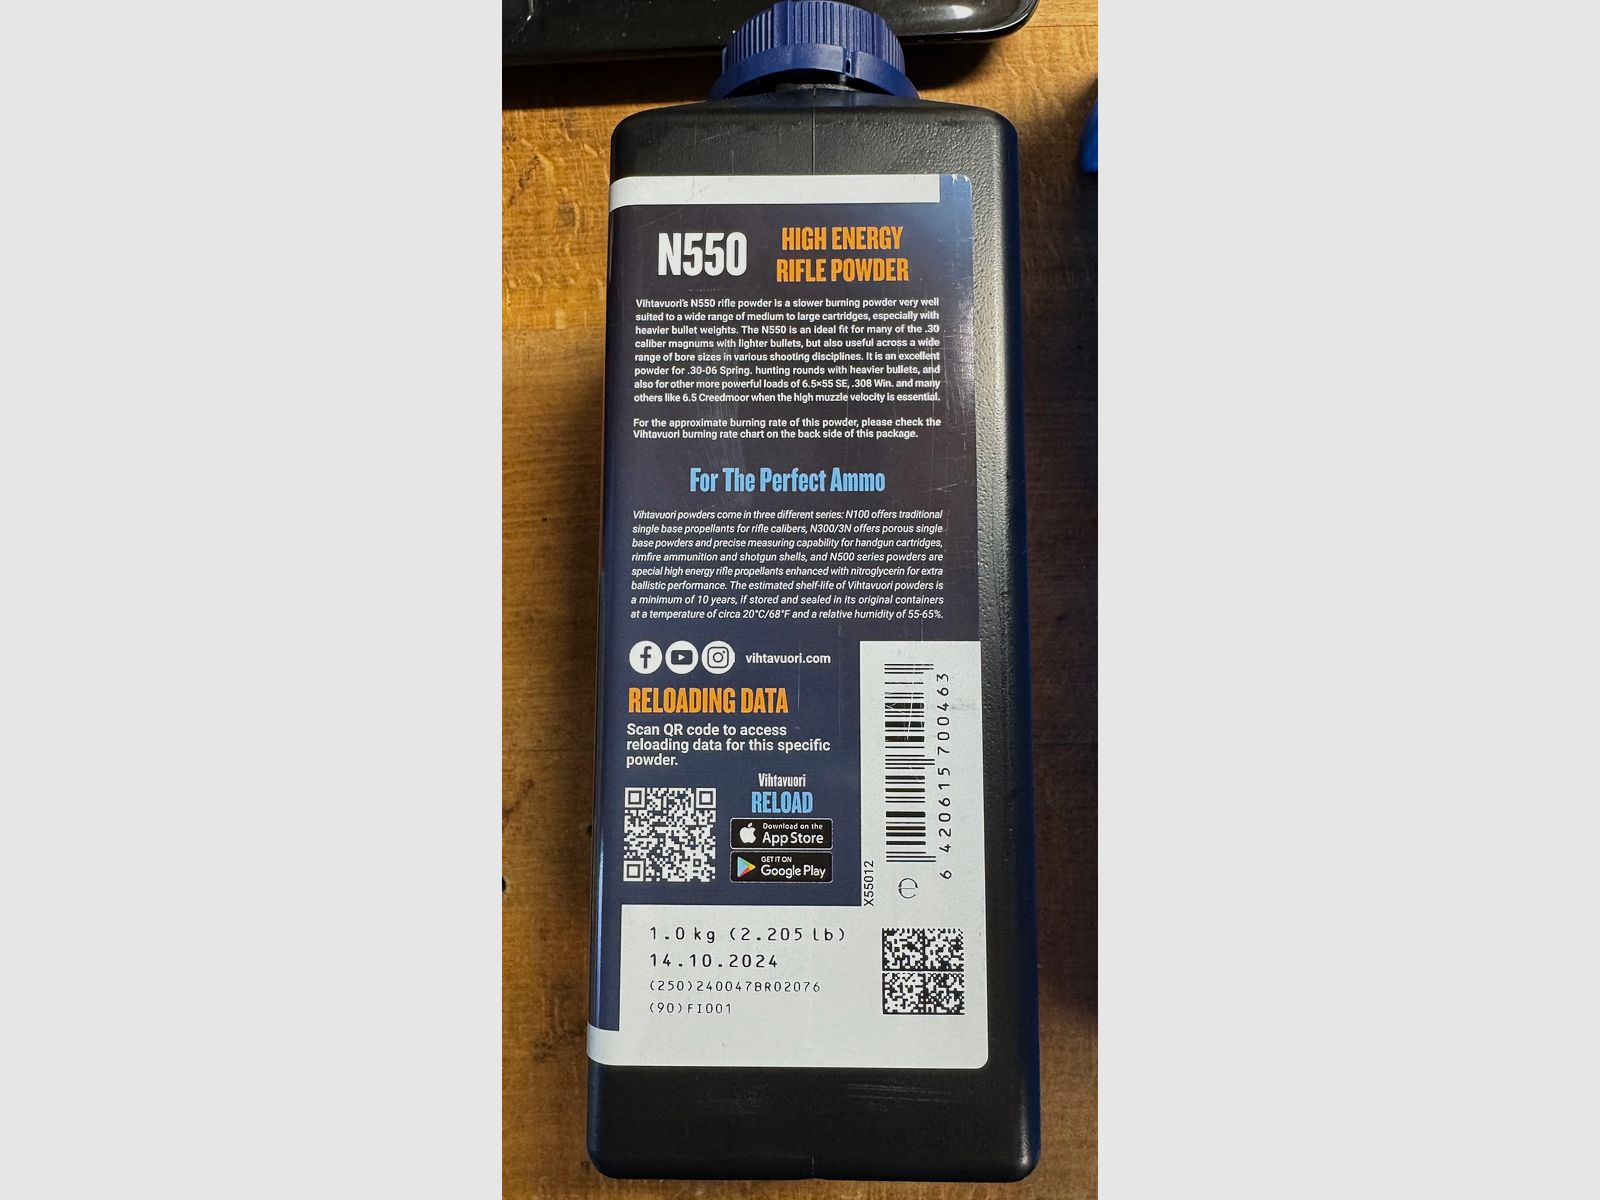 N550
HIGH ENERGY
RIFLE POWDER
Vihtavuori's N550 rifle powder is a slower burning powder very well
suited to a wide range of medium to large cartridges, especially with
heavier bullet weights. The N550 is an ideal fit for many of the .30
caliber magnums with lighter bullets, but also useful across a wide
range of bore sizes in various shooting disciplines. It is an excellent
powder for .30-06 Spring. hunting rounds with heavier bullets, and
also for other more powerful loads of 6.5×55 SE, .308 Win. and many
others like 6.5 Creedmoor when the high muzzle velocity is essential.
For the approximate burning rate of this powder, please check the
Vihtavuori burning rate chart on the back side of this package.
For The Perfect Ammo
Vihtavuori powders come in three different series: N100 offers traditional
single base propellants for rifle calibers, N300/3N offers porous single
base powders and precise measuring capability for handgun cartridges,
rimfire ammunition and shotgun shells, and N500 series powders are
special high energy rifle propellants enhanced with nitroglycerin for extra
ballistic performance. The estimated shelf-life of Vihtavuori powders is
a minimum of 10 years, if stored and sealed in its original containers
at a temperature of circa 20°C/68°F and a relative humidity of 55-65%.
vihtavuori.com
RELOADING DATA
Scan QR code to access
reloading data for this specific
powder.
Vihtavuori
RELOAD
Download on the
App Store
GET IT ON
Google Play
6 420615 700463
X55012
e
1.0 kg (2.205 lb)
14.10.2024
(250)240047BR02076
(90)FI001